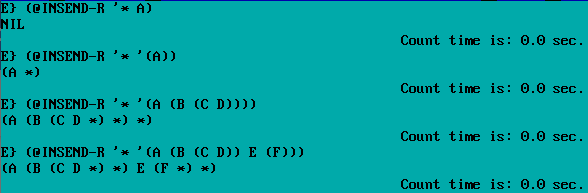 E} (@INSEND-R '* A)
NIL
Count time is: 0.0 sec.
E} (@INSEND-R '* '(A))
(A *)
Count time is: 0.0 sec.
E} (@INSEND-R '* '(A (B (C D))))
(A (B (C D *) *) *)
Count time is: 0.0 sec.
E} (@INSEND-R '* '(A (B (C D)) E (F)))
(A (B (C D *) *) E (F *) *)
Count time is: 0.0 sec.